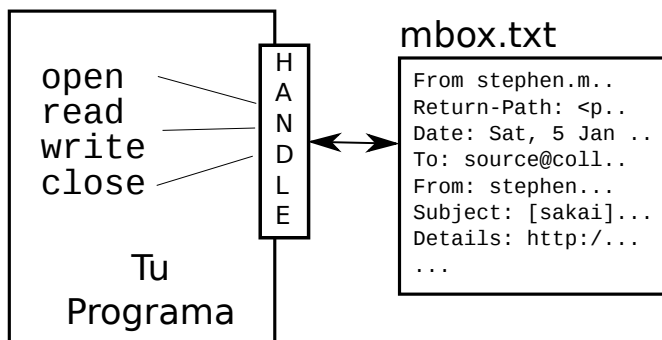 open
read
write
close
Tu
Programa
H
A
N
D
L
E
mbox.txt
From stephen.m..
Return-Path: <p..
Date: Sat, 5 Jan ..
To: source@coll..
From: stephen...
Subject: [sakai]...
Details: http:/...
...